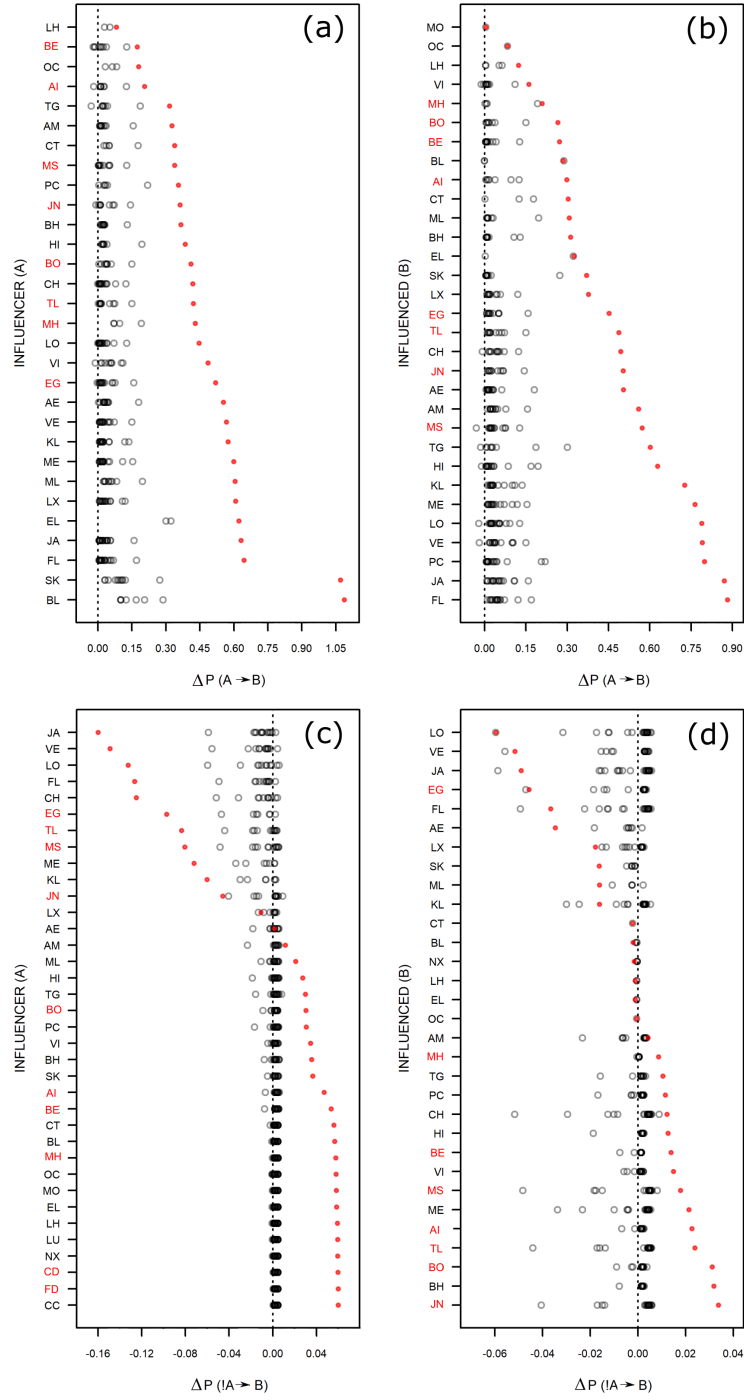 (a)
INFLUENCER (A)
LH
BE
OC
AI
TG
AM
CT
MS
PC
JN
BH
HI
BO
CH
TL
MH
LO
VI
EG
AE
VE
KL
ME
ML
LX
EL
JA
FL
SK
BL
0.00 0.15 0.30 0.45 0.60 0.75 0.90 1.05
ΔP (A→B)
(b)
INFLUENCED (B)
MO
OC
LH
VI
MH
BO
BE
BL
AI
CT
ML
BH
EL
SK
LX
EG
TL
CH
JN
AE
AM
MS
TG
HI
KL
ME
LO
VE
PC
JA
FL
0.00 0.15 0.30 0.45 0.60 0.75 0.90
ΔP (A→B)
(c)
INFLUENCER (A)
JA
VE
LO
FL
CH
EG
TL
MS
ME
KL
JN
LX
AE
AM
ML
HI
TG
BO
PC
VI
BH
SK
AI
BE
CT
BL
MH
OC
MO
EL
LH
LU
NX
CD
FD
CC
-0.16 -0.12 -0.08 -0.04 0.00 0.04
ΔP (!A→B)
(d)
INFLUENCED (B)
LO
VE
JA
EG
FL
AE
LX
SK
ML
KL
CT
BL
NX
LH
EL
OC
AM
MH
TG
PC
CH
HI
BE
VI
MS
ME
AI
TL
BO
BH
JN
-0.06 -0.04 -0.02 0.00 0.02 0.04
ΔP (!A→B)